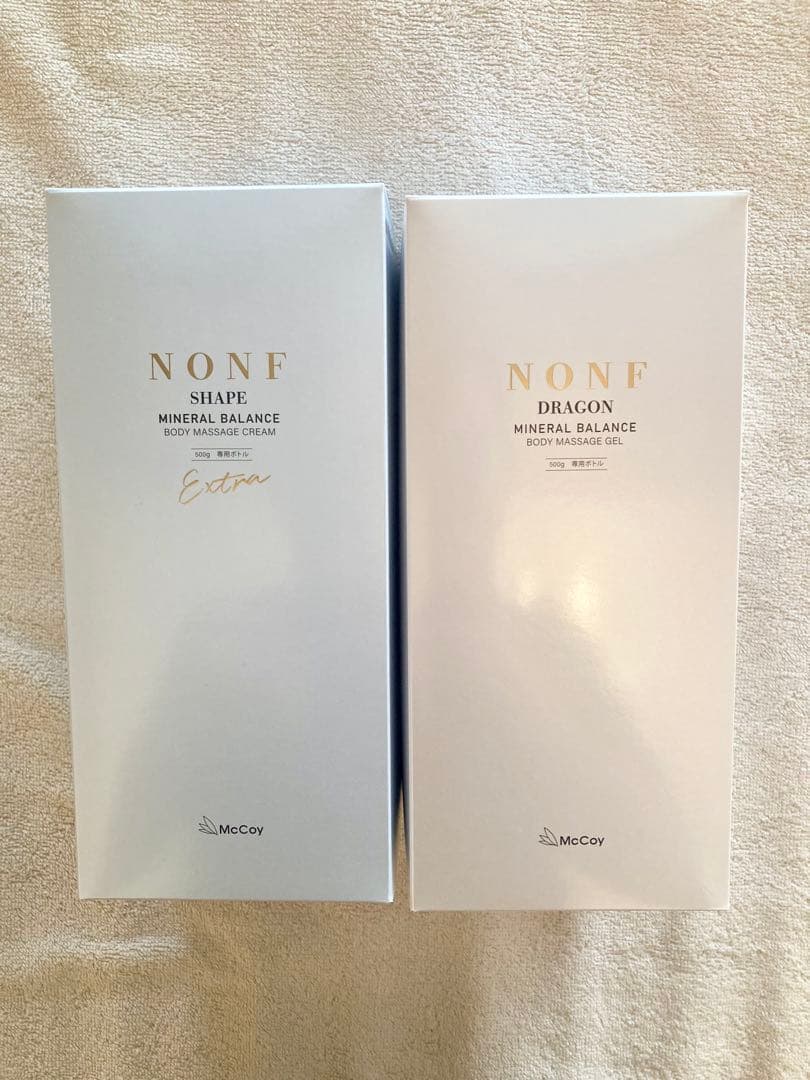 NONF
SHAPE
MINERAL BALANCE
BODY MASSAGE CREAM
500g 専用ボトル
Extra
McCoy
NONF
DRAGON
MINERAL BALANCE
BODY MASSAGE GEL
500g 専用ボトル
McCoy